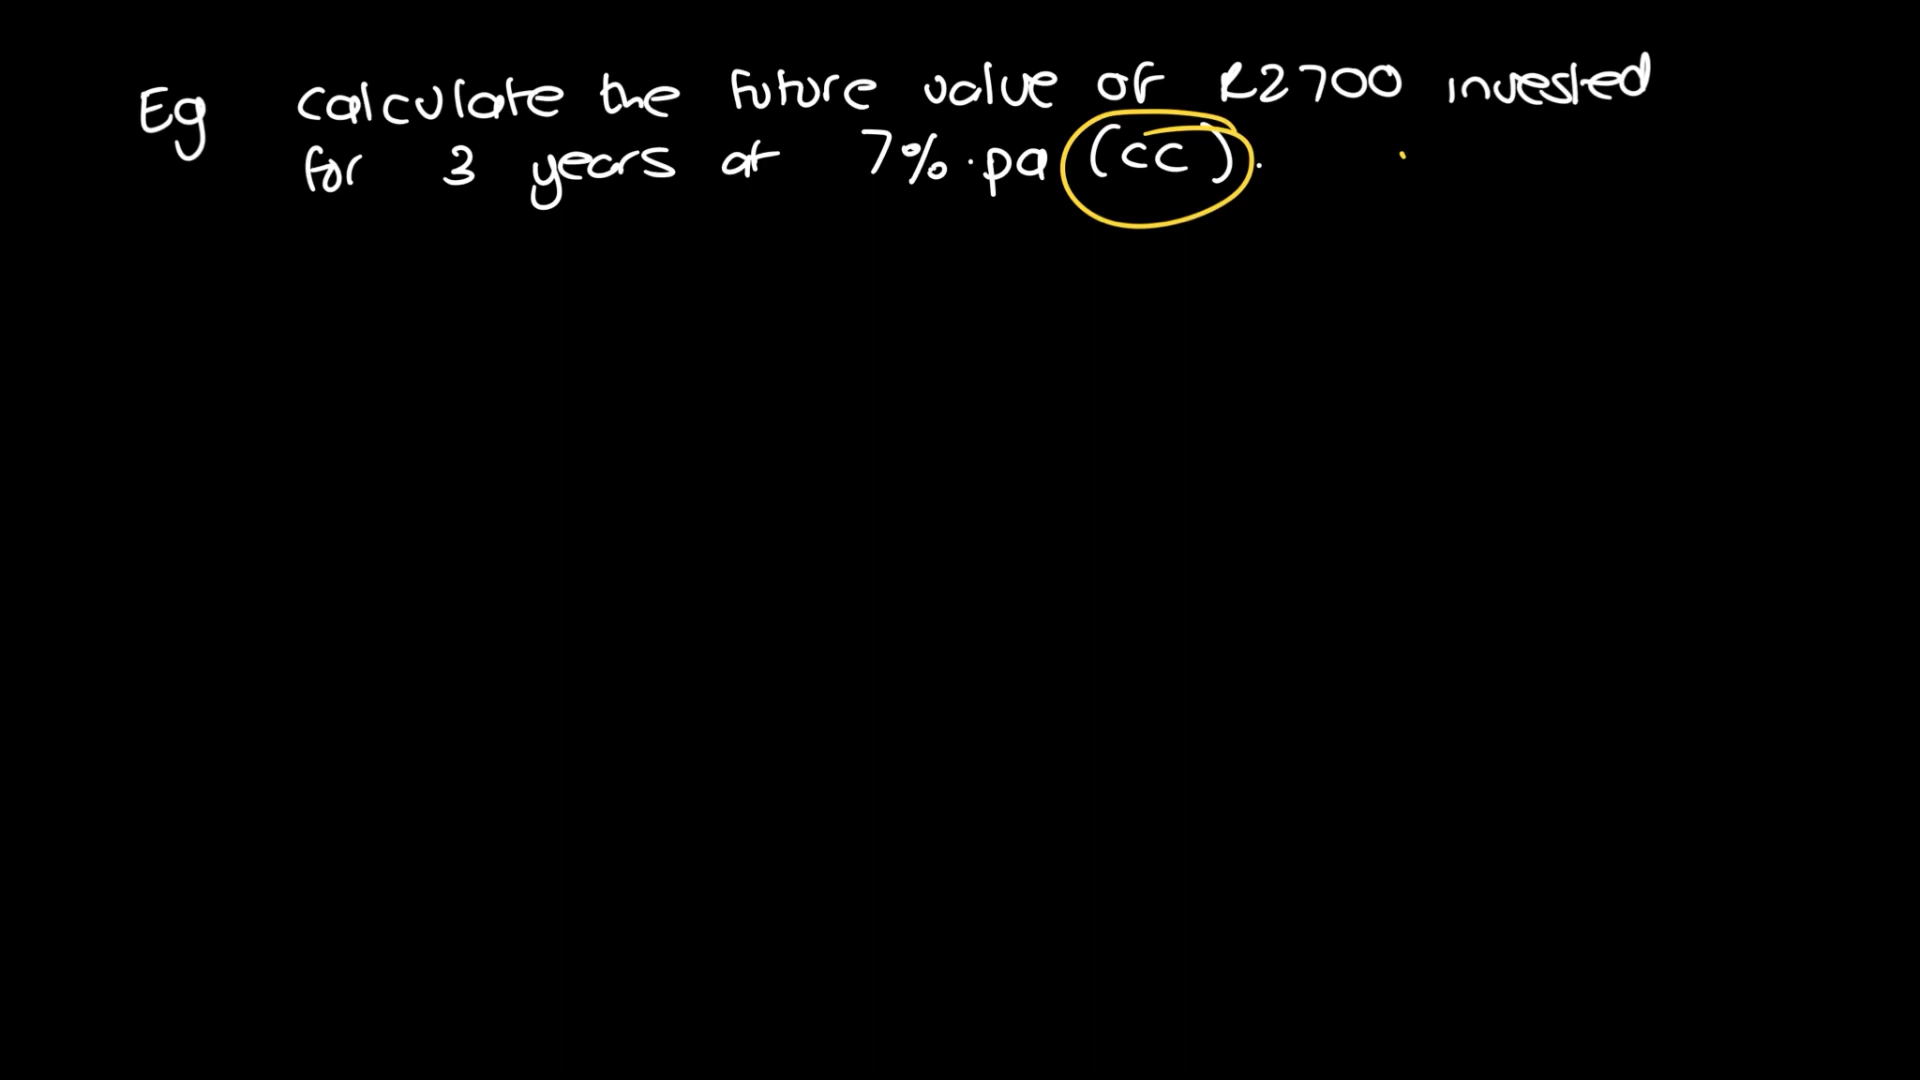 Eg calculate the future value of R2700 invested
for 3 years at 7% pa (cc).